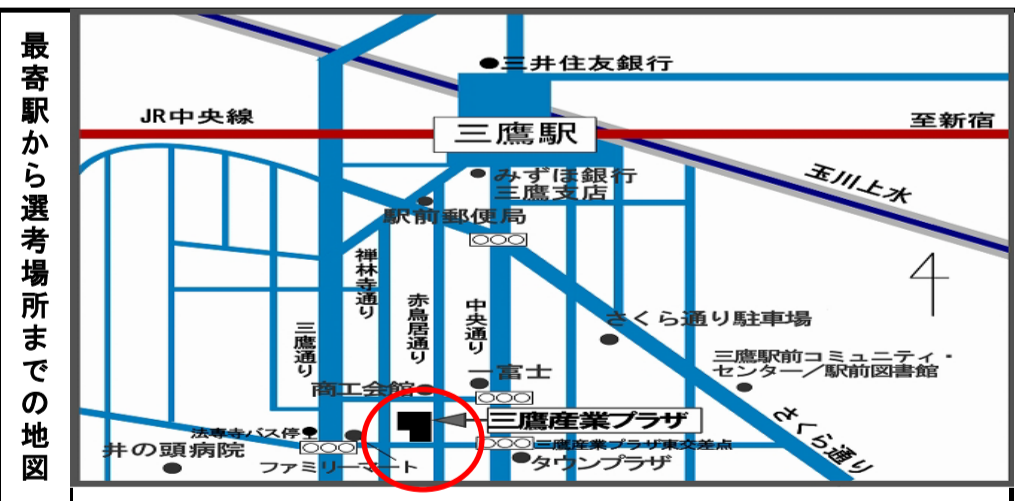 最寄駅から選考場所までの地図
三井住友銀行
JR中央線
至新宿
三鷹駅
みずほ銀行
三鷹支店
玉川上水
駅前郵便局
禅林寺通り
赤鳥居通り
中央通り
三鷹通り
さくら通り駐車場
三鷹駅前コミュニティ・
センター／駅前図書館
一富士
商工会館
三鷹産業プラザ
さくら通り
法専寺バス停
三鷹産業プラザ東交差点
井の頭病院
ファミリーマート
タウンプラザ